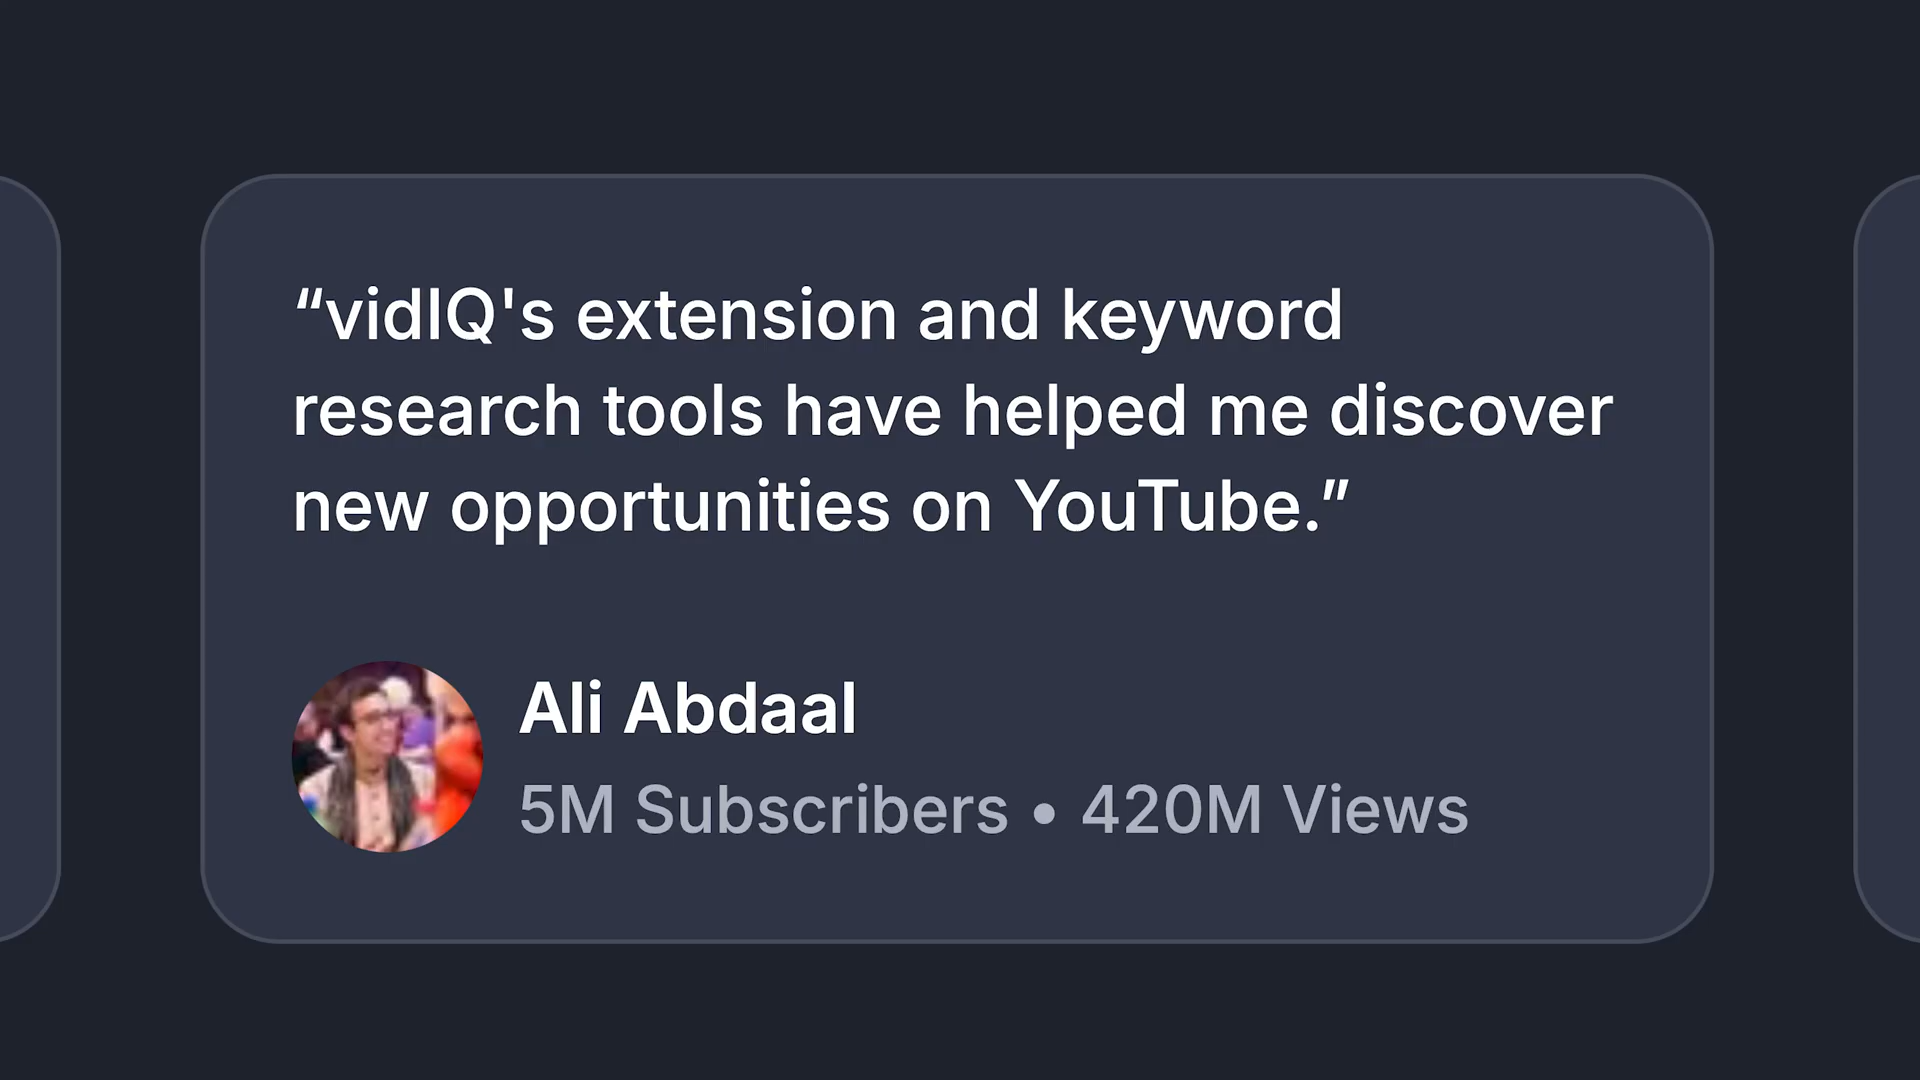 “vidIQ's extension and keyword
research tools have helped me discover
new opportunities on YouTube.”
Ali Abdaal
5M Subscribers • 420M Views